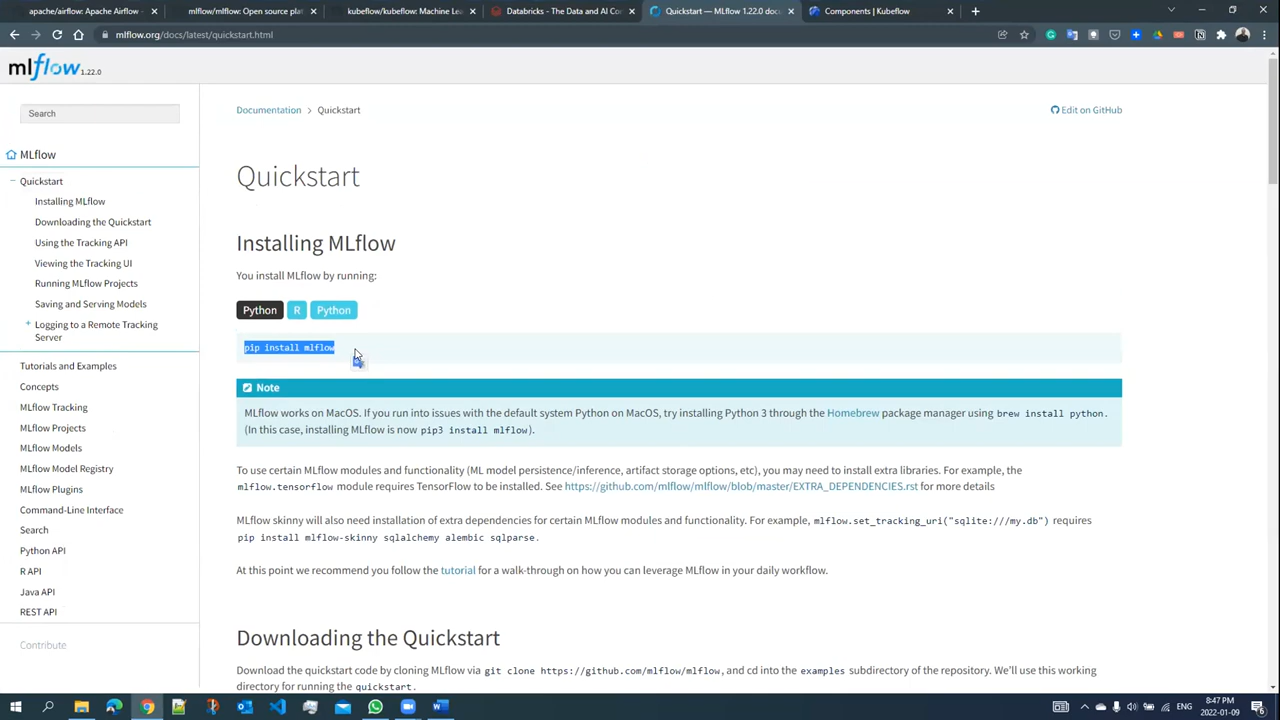 apache/airflow: Apache Airflow -
mlflow/mlflow: Open source plat
kubeflow/kubeflow: Machine Lea
Databricks - The Data and AI Co
Quickstart — MLflow 1.22.0 docu
Components | Kubeflow
mlflow.org/docs/latest/quickstart.html
mlflow 1.22.0
Search
Documentation > Quickstart
Edit on GitHub
MLflow
Quickstart
Installing MLflow
Downloading the Quickstart
Using the Tracking API
Viewing the Tracking UI
Running MLflow Projects
Saving and Serving Models
Logging to a Remote Tracking
Server
Tutorials and Examples
Concepts
MLflow Tracking
MLflow Projects
MLflow Models
MLflow Model Registry
MLflow Plugins
Command-Line Interface
Search
Python API
R API
Java API
REST API
Contribute
Quickstart
Installing MLflow
You install MLflow by running:
Python R Python
pip install mlflow
Note
MLflow works on MacOS. If you run into issues with the default system Python on MacOS, try installing Python 3 through the Homebrew package manager using brew install python.
(In this case, installing MLflow is now pip3 install mlflow).
To use certain MLflow modules and functionality (ML model persistence/inference, artifact storage options, etc), you may need to install extra libraries. For example, the
mlflow.tensorflow module requires TensorFlow to be installed. See https://github.com/mlflow/mlflow/blob/master/EXTRA_DEPENDENCIES.rst for more details
MLflow skinny will also need installation of extra dependencies for certain MLflow modules and functionality. For example, mlflow.set_tracking_uri("sqlite:///my.db") requires
pip install mlflow-skinny sqlalchemy alembic sqlparse.
At this point we recommend you follow the tutorial for a walk-through on how you can leverage MLflow in your daily workflow.
Downloading the Quickstart
Download the quickstart code by cloning MLflow via git clone https://github.com/mlflow/mlflow, and cd into the examples subdirectory of the repository. We'll use this working
directory for running the quickstart.
ENG
8:47 PM
2022-01-09